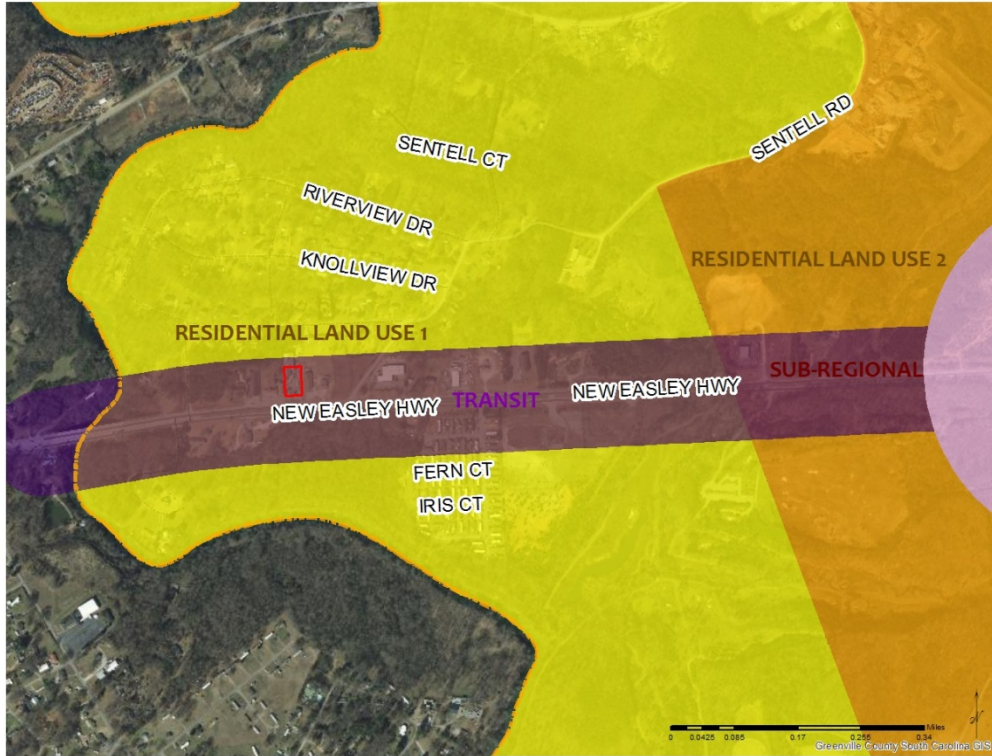 SENTELL RD
SENTELL CT
RIVERVIEW DR
KNOLLVIEW DR
RESIDENTIAL LAND USE 2
RESIDENTIAL LAND USE 1
SUB-REGIONAL
NEW EASLEY HWY
TRANSIT
NEW EASLEY HWY
FERN CT
IRIS CT
Miles
0 0.0425 0.085 0.17 0.255 0.34
N
Greenville County South Carolina GIS